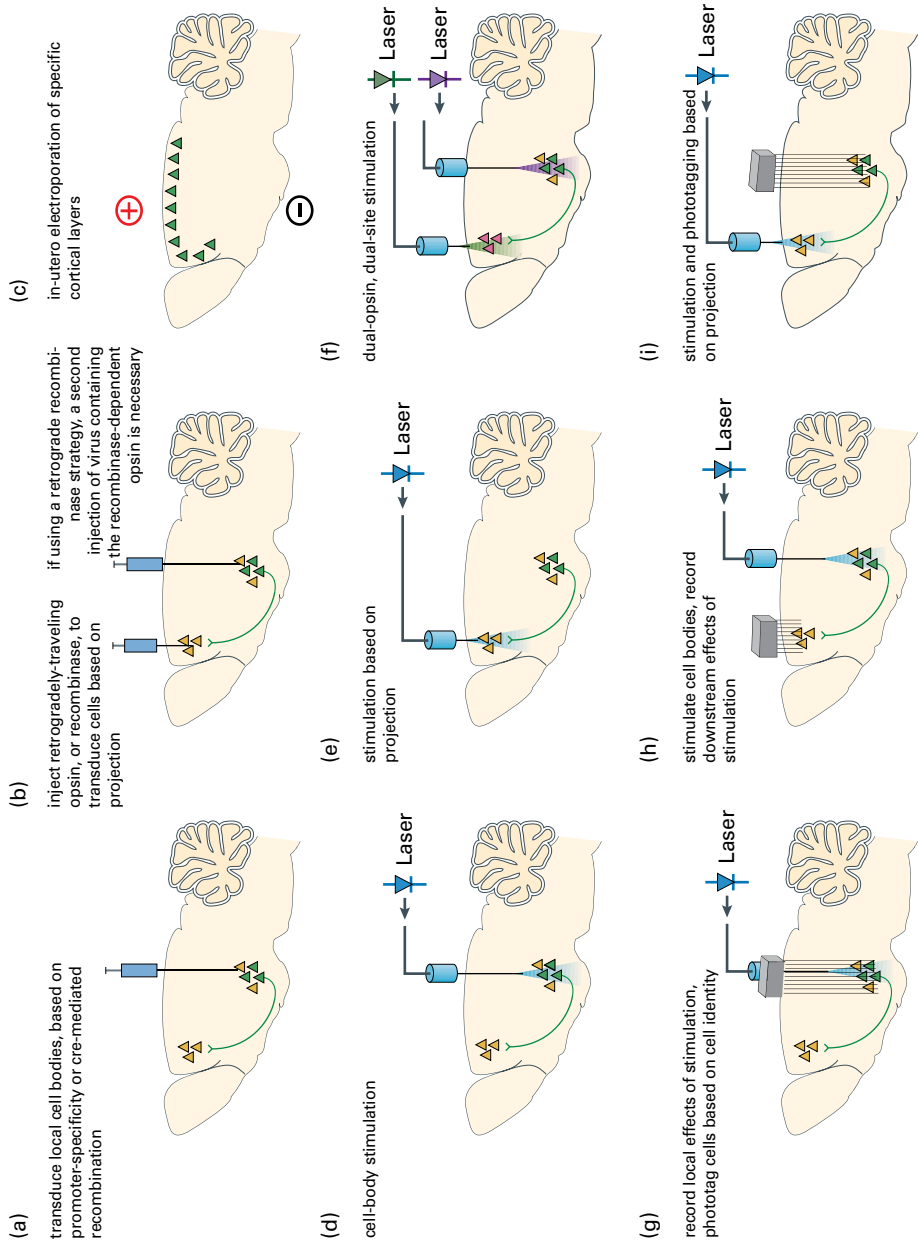 (a)
transduce local cell bodies, based on
promoter-specificity or cre-mediated
recombination
(b)
inject retrogradely-traveling
opsin, or recombinase, to
transduce cells based on
projection
if using a retrograde recombi-
nase strategy, a second
injection of virus containing
the recombinase-dependent
opsin is necessary
(c)
in-utero electroporation of specific
cortical layers
+
−
(d)
cell-body stimulation
Laser
(e)
stimulation based on
projection
Laser
(f)
dual-opsin, dual-site stimulation
Laser
Laser
(g)
record local effects of stimulation,
phototag cells based on cell identity
Laser
(h)
stimulate cell bodies, record
downstream effects of
stimulation
Laser
(i)
stimulation and phototagging based
on projection
Laser